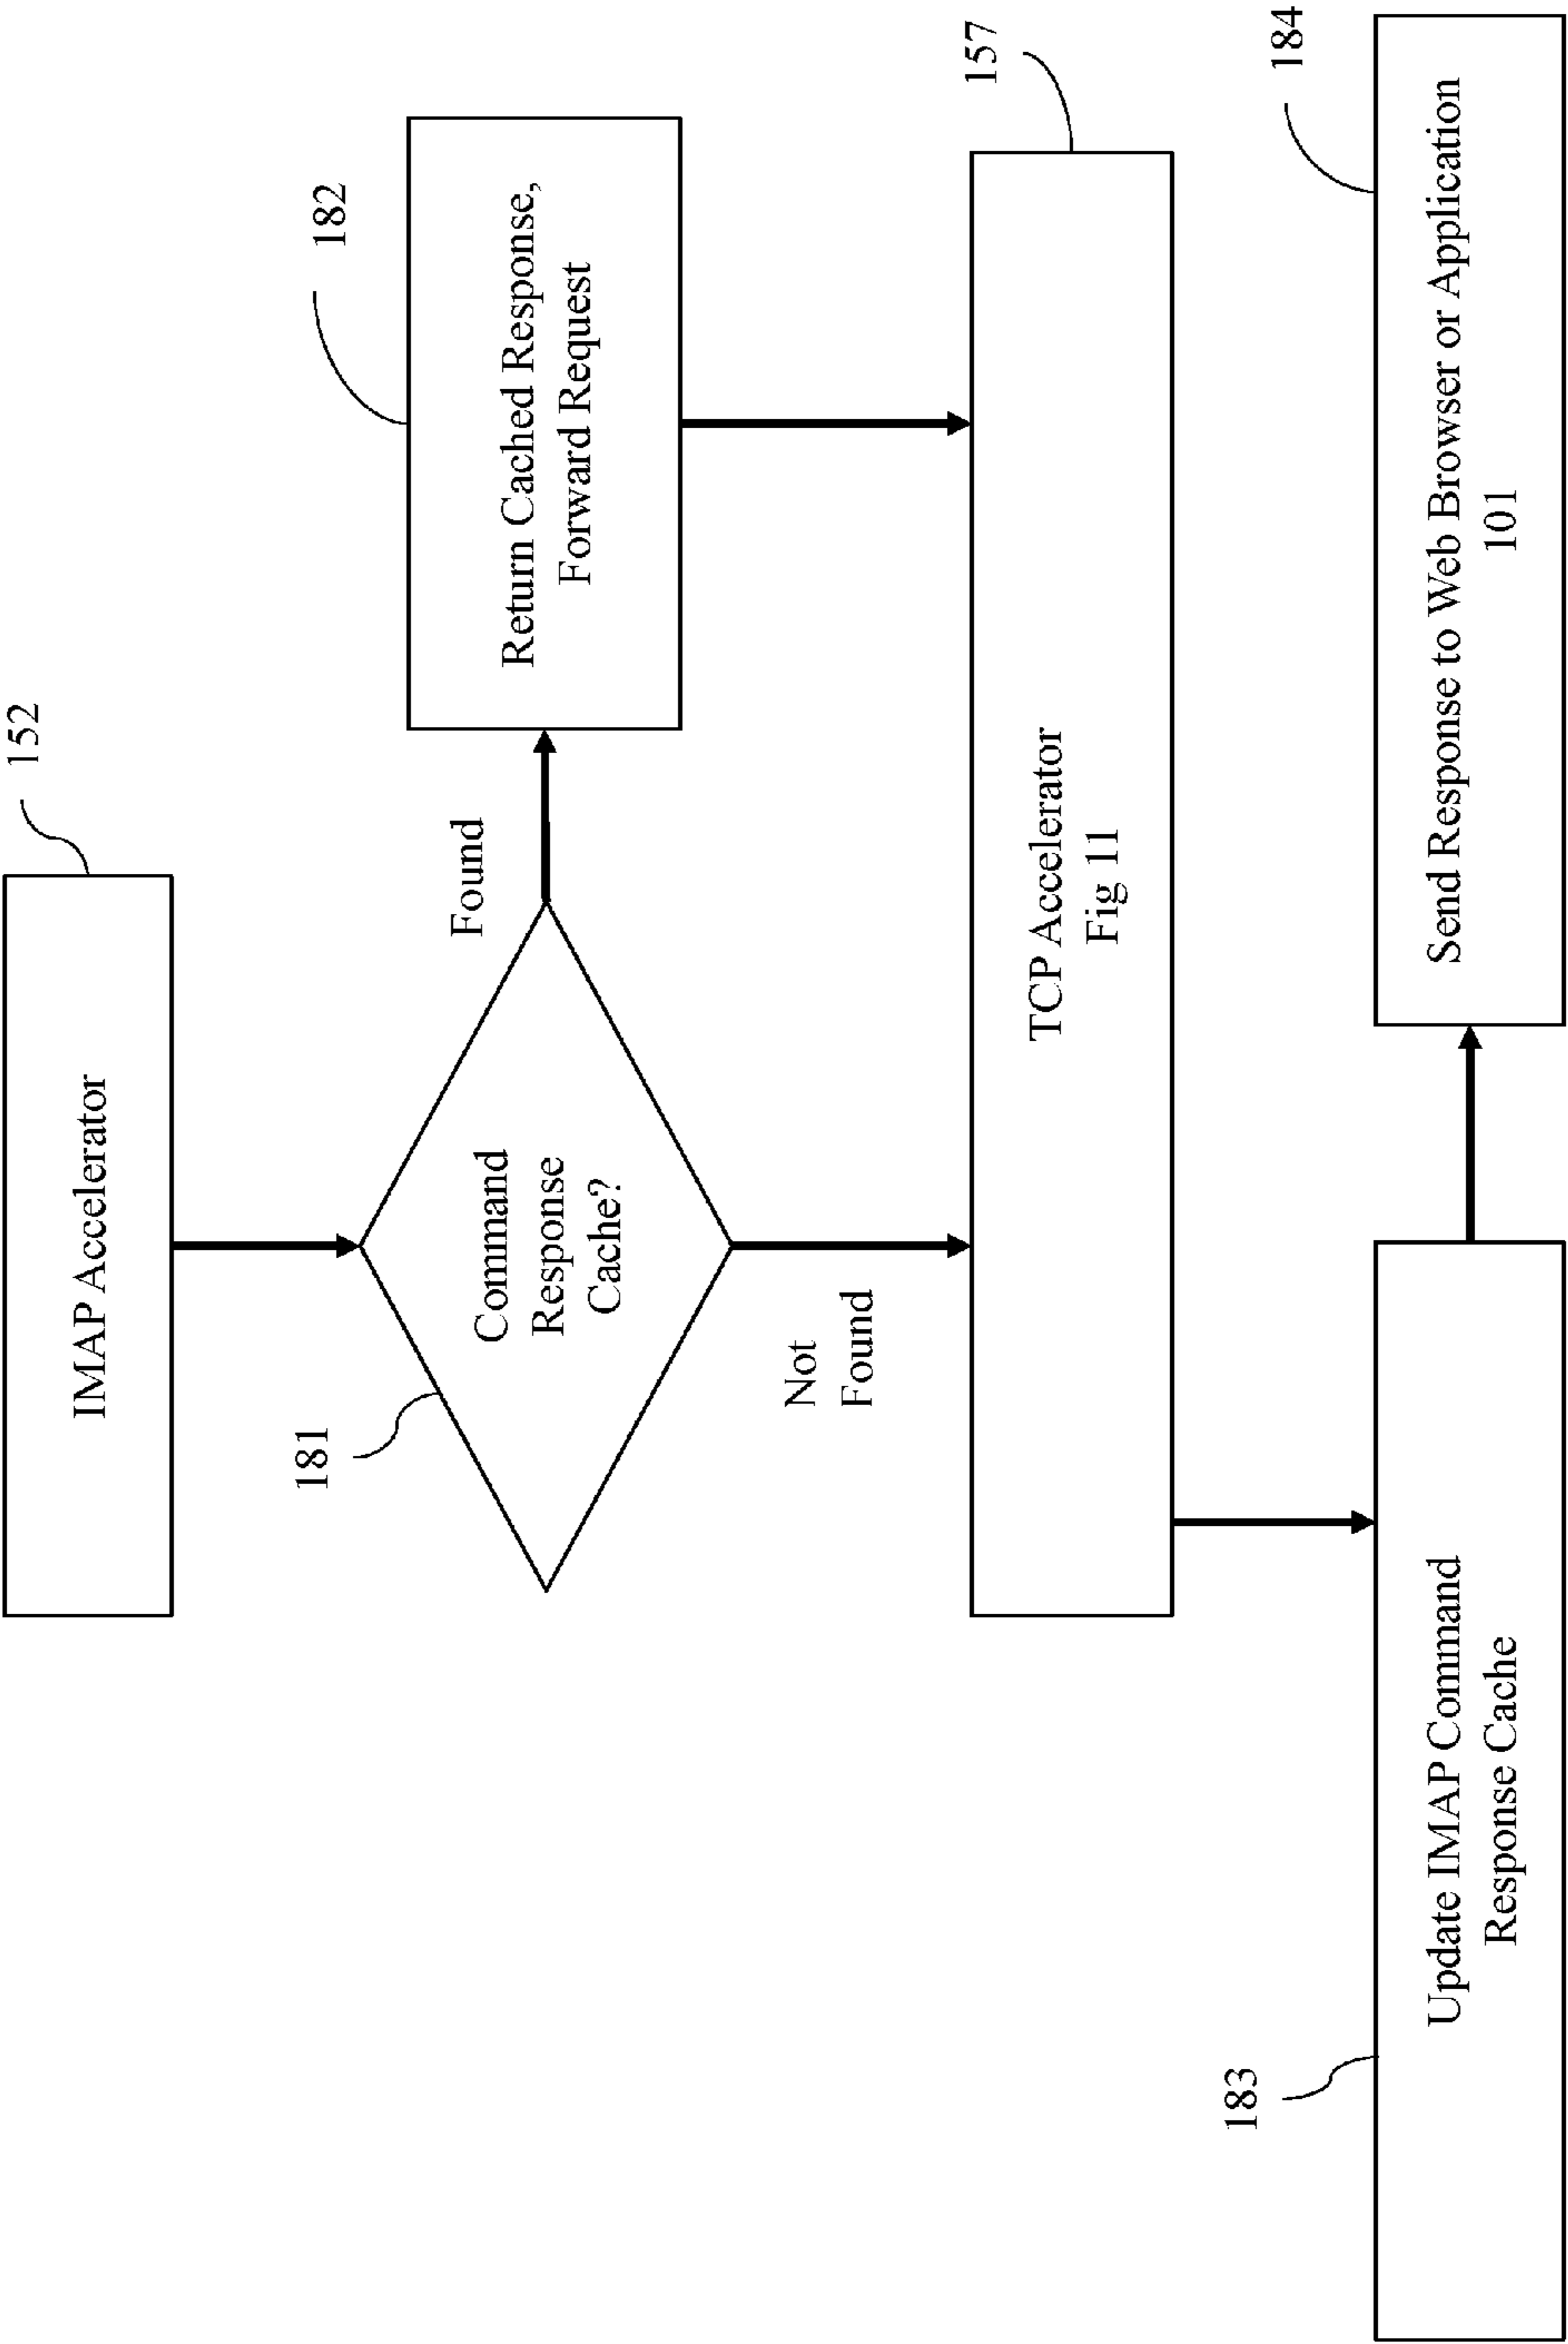 152
IMAP Accelerator
181
Command
Response
Cache?
Found
182
Return Cached Response,
Forward Request
Not
Found
157
TCP Accelerator
Fig 11
183
Update IMAP Command
Response Cache
184
Send Response to Web Browser or Application
101